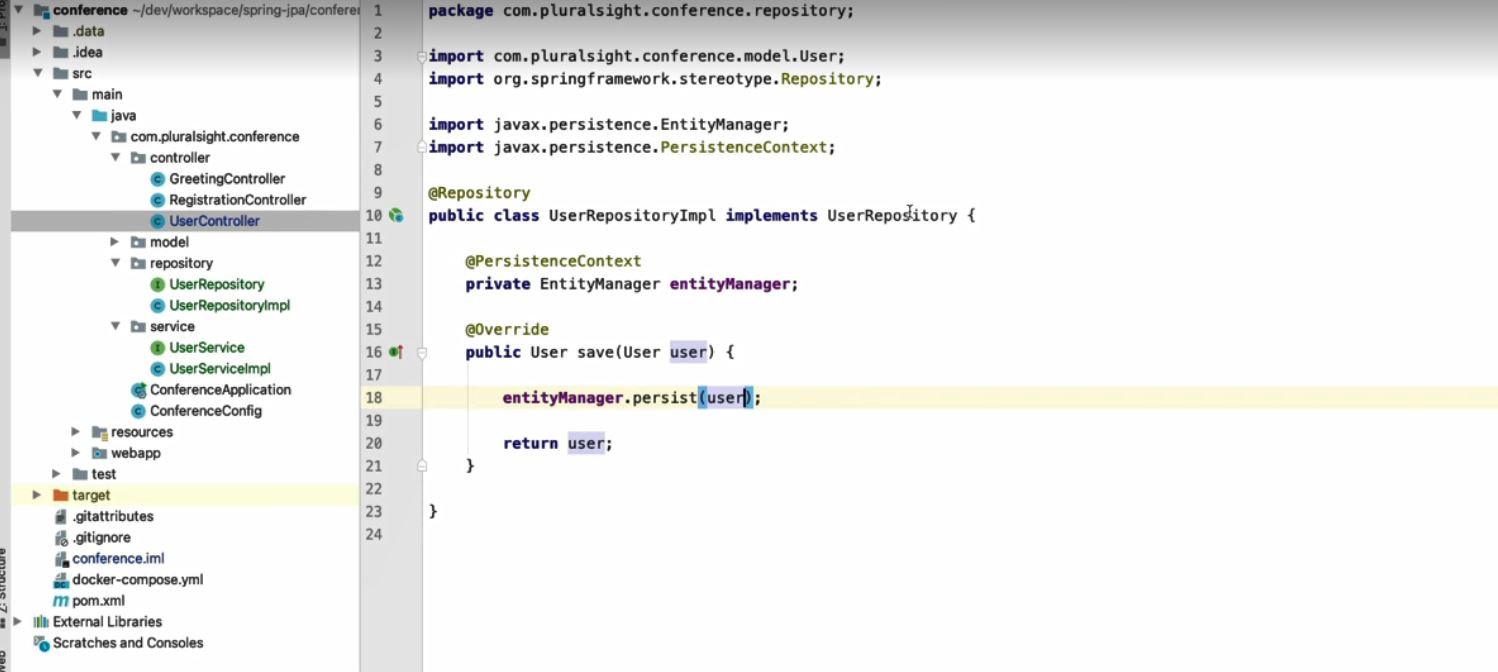 conference ~/dev/workspace/spring-jpa/confere
.data
.idea
src
main
java
com.pluralsight.conference
controller
GreetingController
RegistrationController
UserController
model
repository
UserRepository
UserRepositoryImpl
service
UserService
UserServiceImpl
ConferenceApplication
ConferenceConfig
resources
webapp
test
target
.gitattributes
.gitignore
conference.iml
docker-compose.yml
pom.xml
External Libraries
Scratches and Consoles
Z: Structure
1 package com.pluralsight.conference.repository;
2
3 import com.pluralsight.conference.model.User;
4 import org.springframework.stereotype.Repository;
5
6 import javax.persistence.EntityManager;
7 import javax.persistence.PersistenceContext;
8
9 @Repository
10 public class UserRepositoryImpl implements UserRepository {
11
12 @PersistenceContext
13 private EntityManager entityManager;
14
15 @Override
16 public User save(User user) {
17
18 entityManager.persist(user);
19
20 return user;
21 }
22
23 }
24